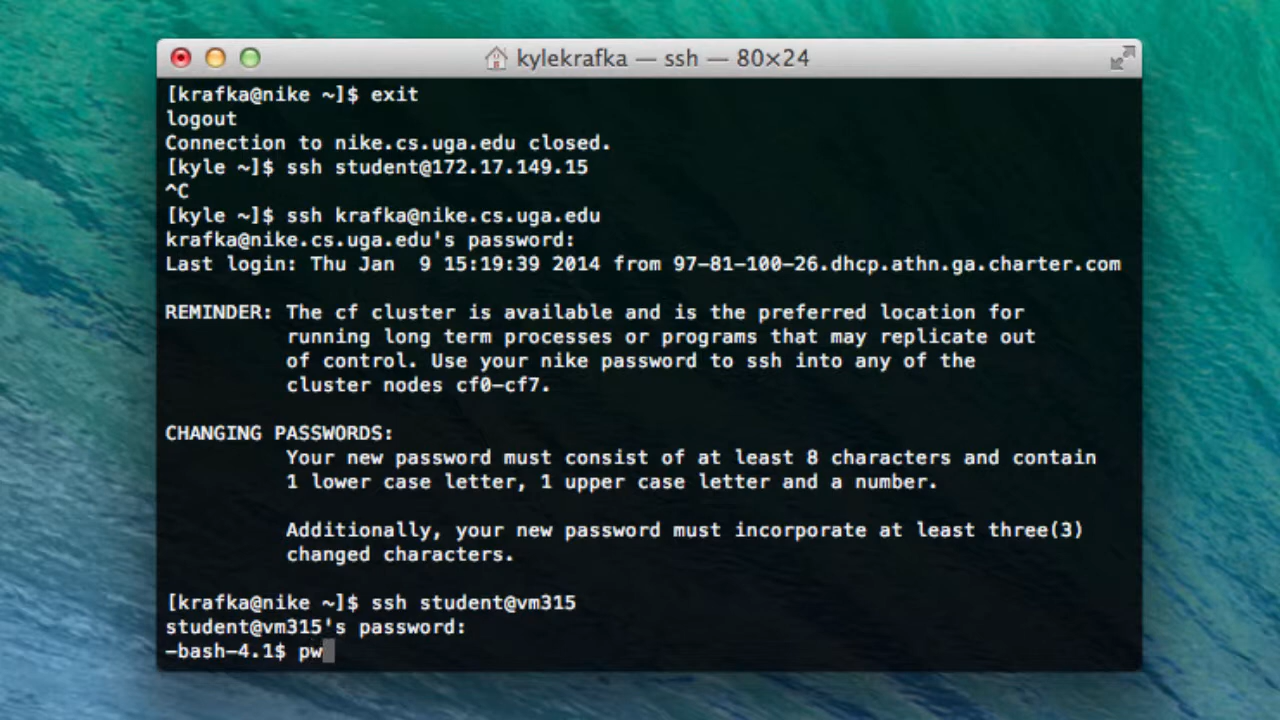 kylekrafka — ssh — 80×24
[krafka@nike ~]$ exit
logout
Connection to nike.cs.uga.edu closed.
[kyle ~]$ ssh student@172.17.149.15
^C
[kyle ~]$ ssh krafka@nike.cs.uga.edu
krafka@nike.cs.uga.edu's password:
Last login: Thu Jan  9 15:19:39 2014 from 97-81-100-26.dhcp.athn.ga.charter.com
REMINDER: The cf cluster is available and is the preferred location for
running long term processes or programs that may replicate out
of control. Use your nike password to ssh into any of the
cluster nodes cf0-cf7.
CHANGING PASSWORDS:
Your new password must consist of at least 8 characters and contain
1 lower case letter, 1 upper case letter and a number.
Additionally, your new password must incorporate at least three(3)
changed characters.
[krafka@nike ~]$ ssh student@vm315
student@vm315's password:
-bash-4.1$ pw